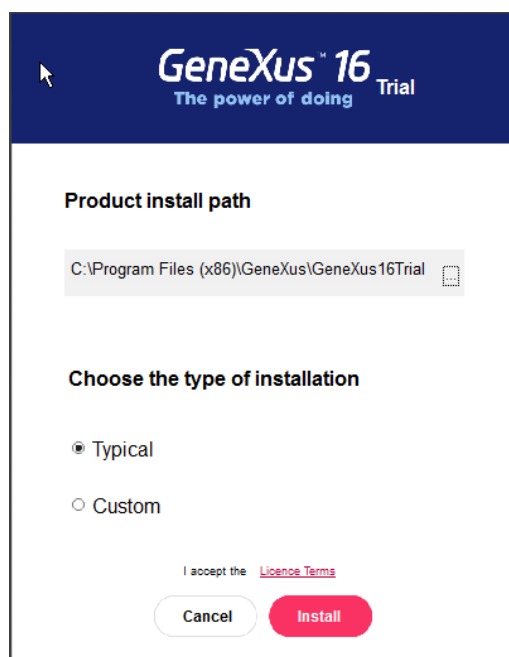 GeneXus™ 16
Trial
The power of doing
Product install path
C:\Program Files (x86)\GeneXus\GeneXus16Trial ...
Choose the type of installation
Typical
Custom
I accept the Licence Terms
Cancel Install